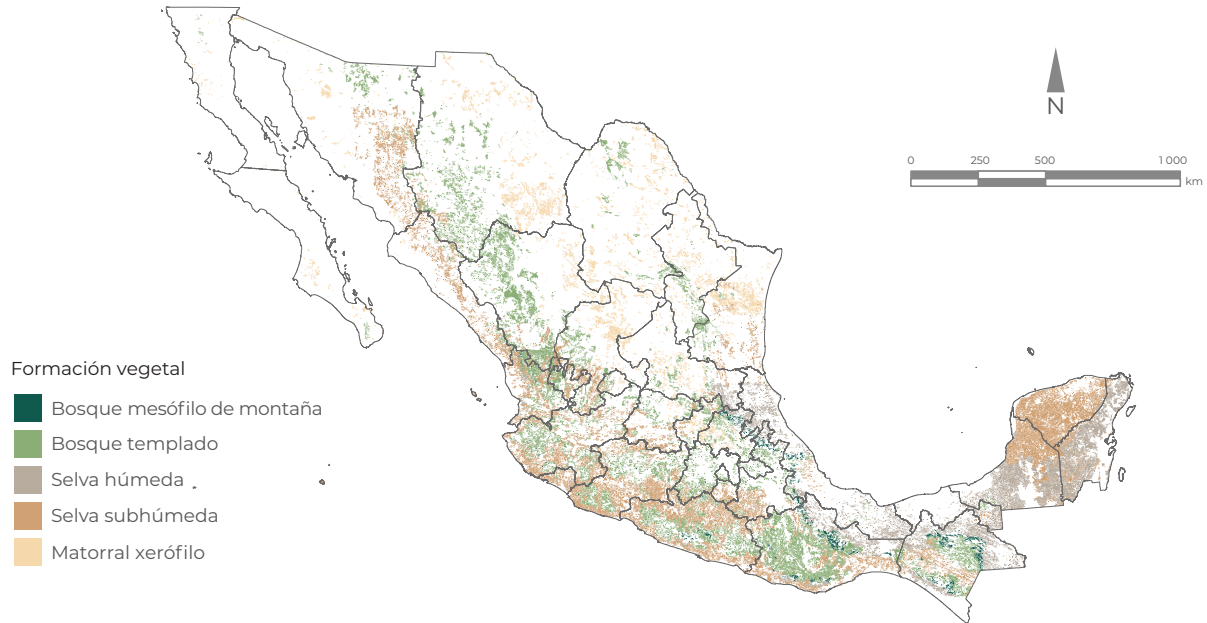 N
0 250 500 1 000
km
Formación vegetal
Bosque mesófilo de montaña
Bosque templado
Selva húmeda
Selva subhúmeda
Matorral xerófilo